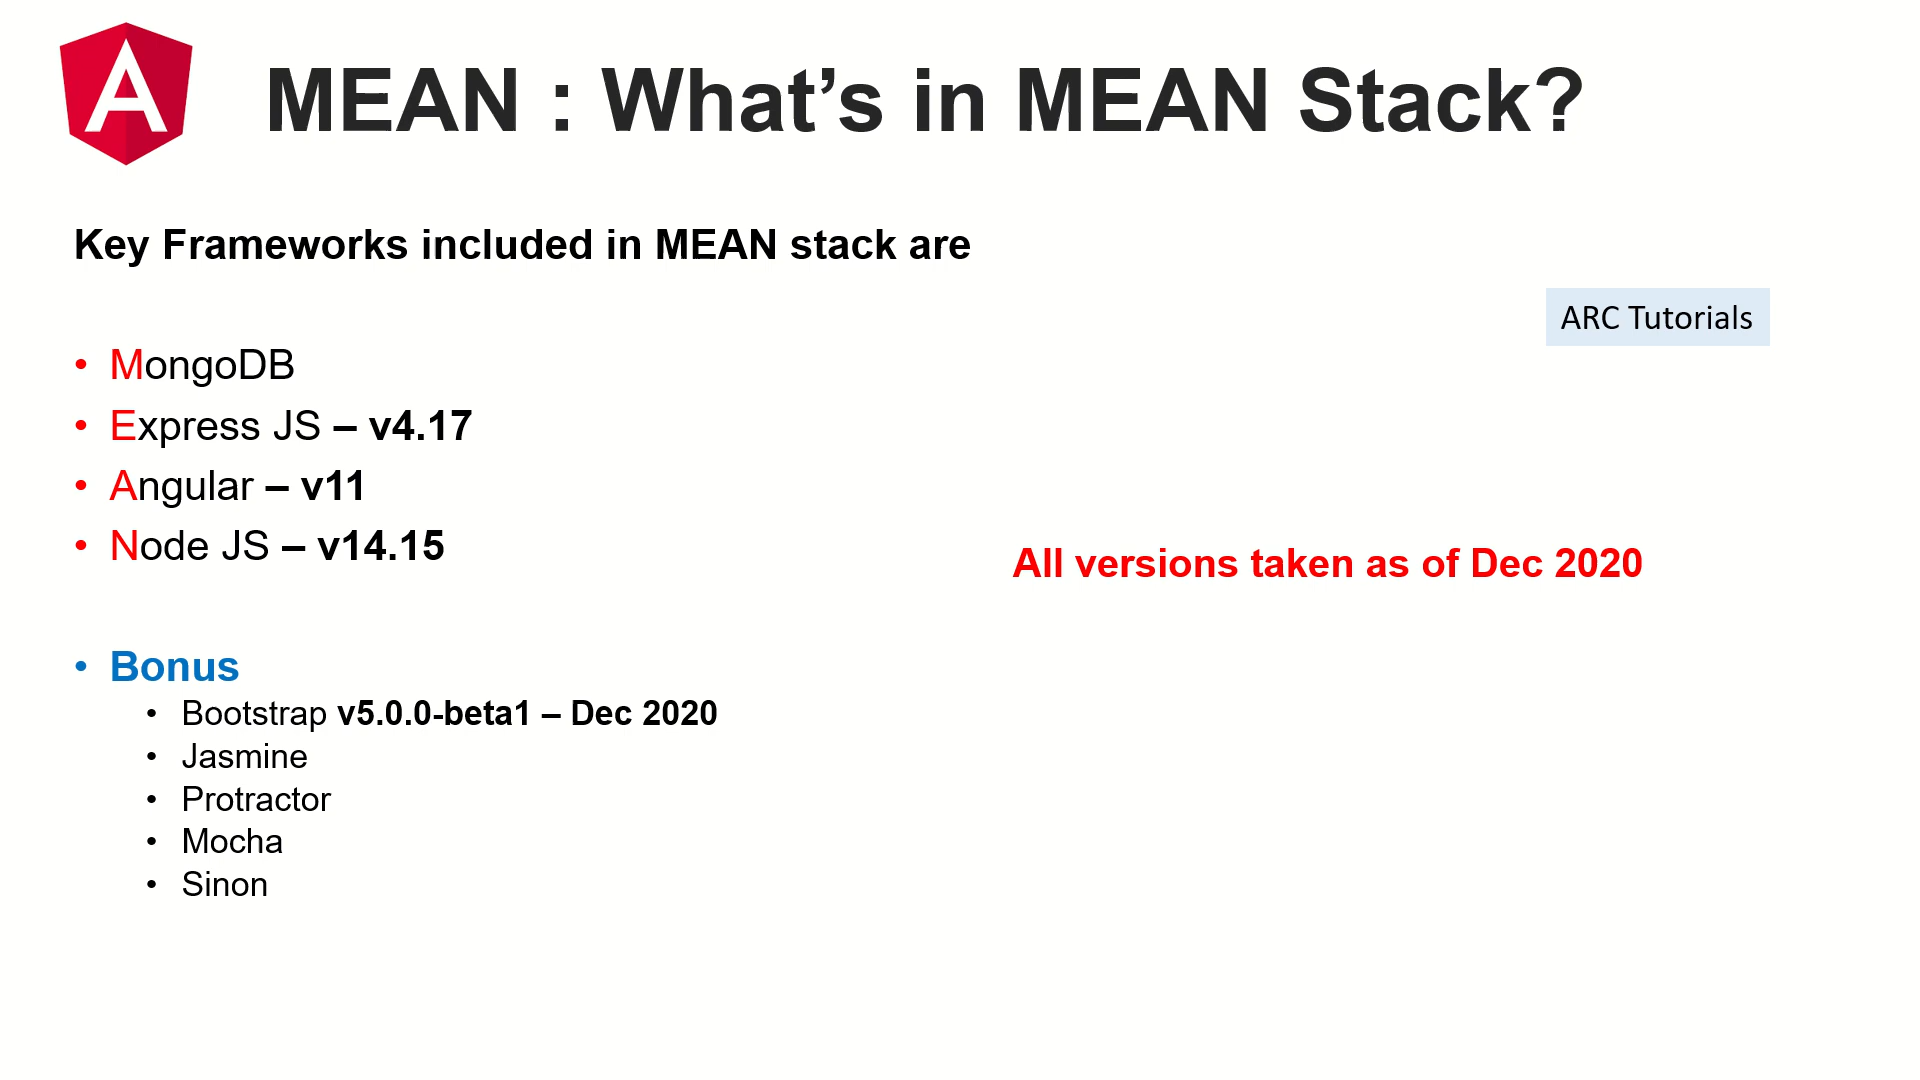 MEAN : What’s in MEAN Stack?
Key Frameworks included in MEAN stack are
ARC Tutorials
• MongoDB
• Express JS – v4.17
• Angular – v11
• Node JS – v14.15
All versions taken as of Dec 2020
• Bonus
• Bootstrap v5.0.0-beta1 – Dec 2020
• Jasmine
• Protractor
• Mocha
• Sinon